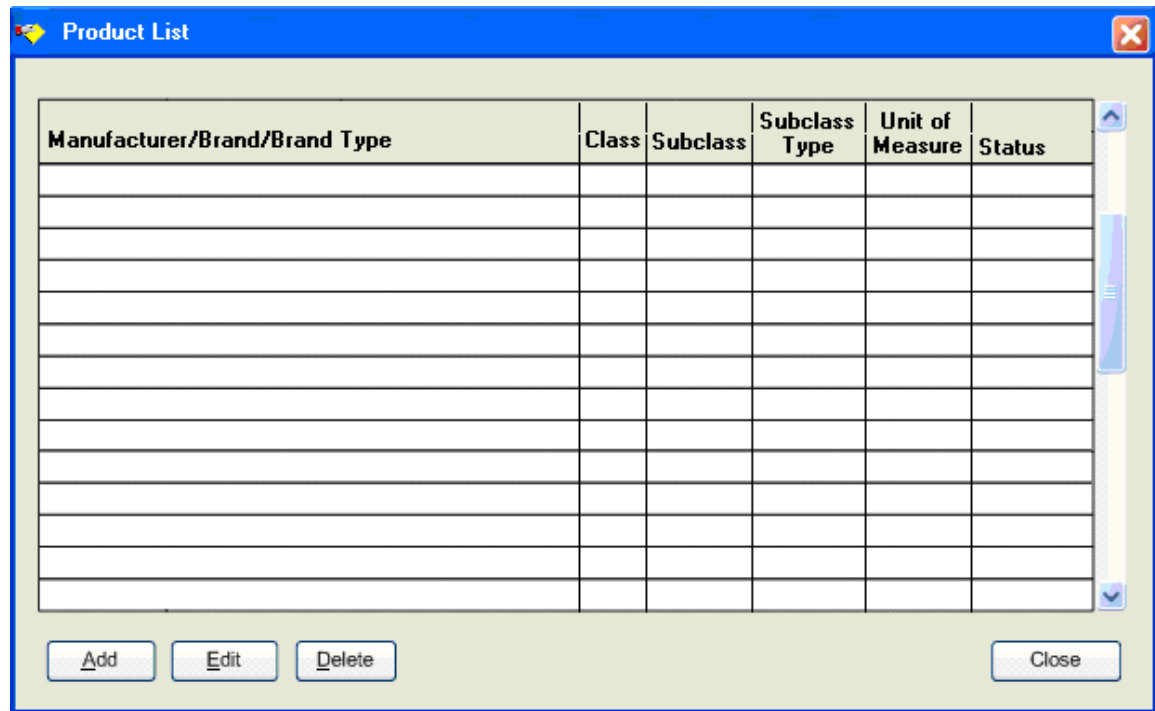 Product List
Manufacturer/Brand/Brand Type Class Subclass Subclass Type Unit of Measure Status
Add Edit Delete Close